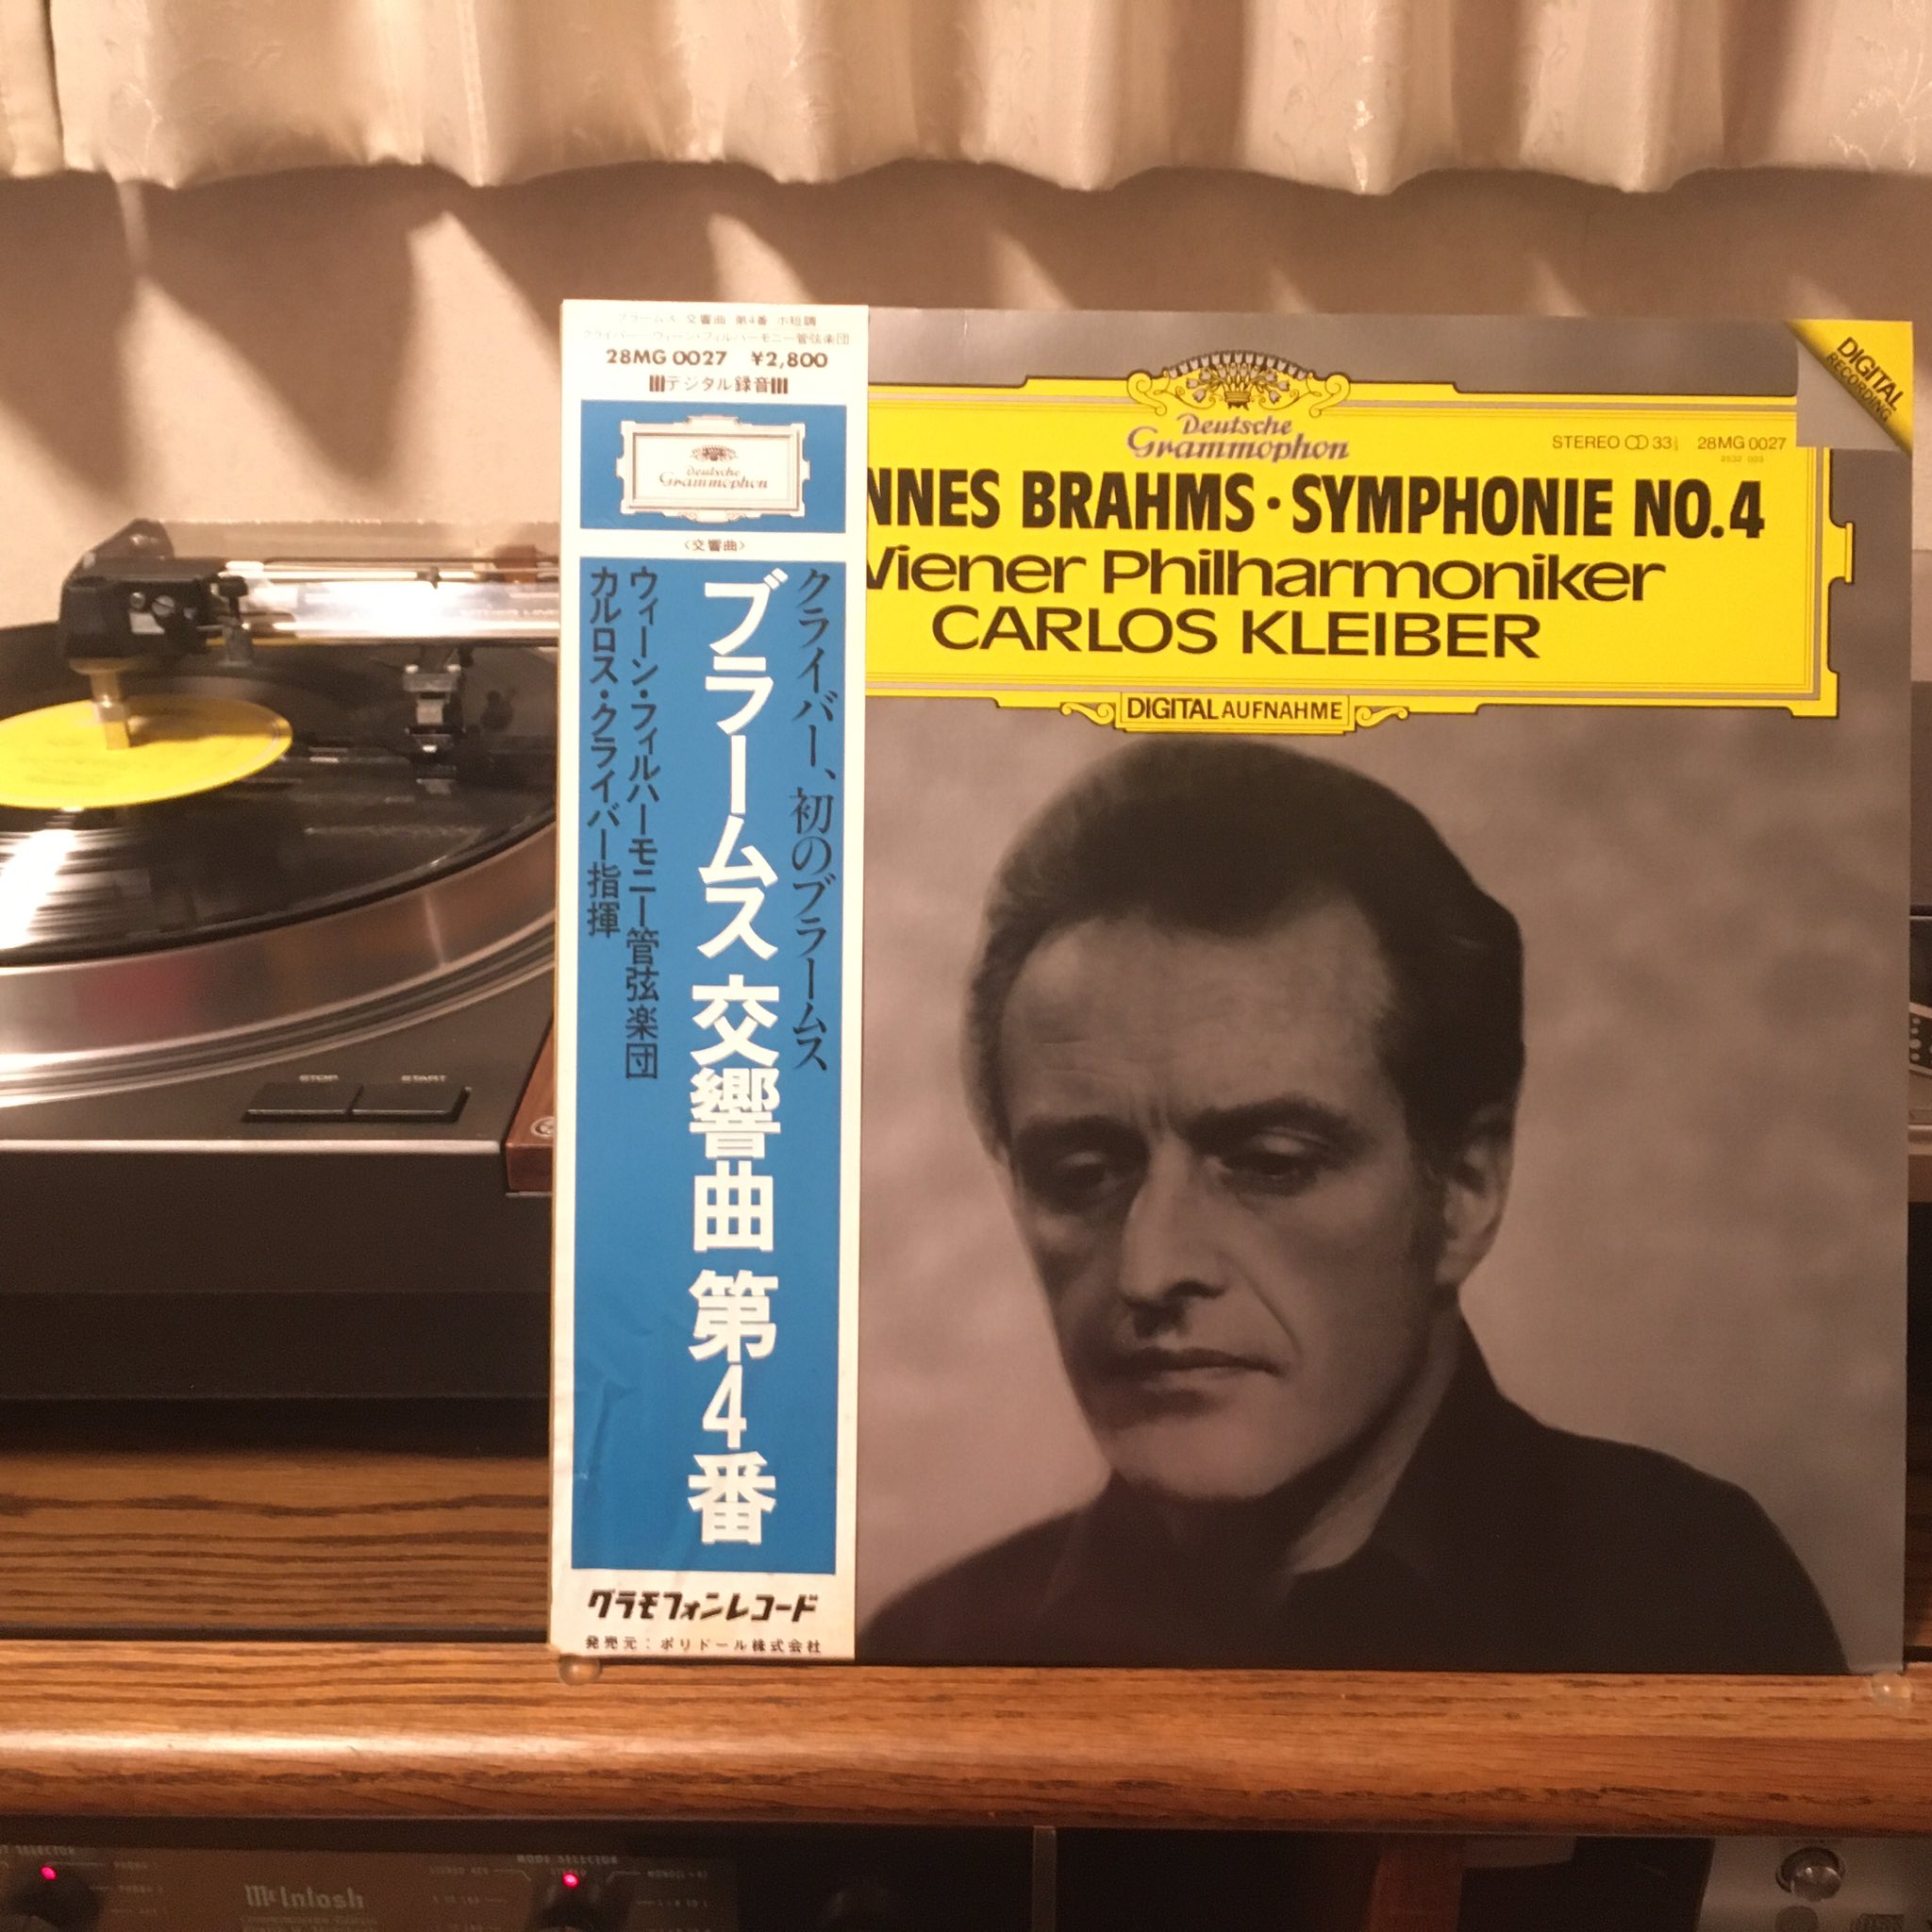 ブラームス 交響曲 第4番 ホ短調
クライバー ウィーン・フィルハーモニー管弦楽団
28MG 0027 ¥2,800
デジタル録音
Deutsche
Grammophon
〈交響曲〉
クライバー、初のブラームス
ブラームス 交響曲 第4番
ウィーン・フィルハーモニー管弦楽団
カルロス・クライバー指揮
グラモフォンレコード
発売元:ポリドール株式会社
DIGITAL
RECORDING
Deutsche
Grammophon
STEREO 33⅓ 28MG 0027
2532 003
NNES BRAHMS · SYMPHONIE NO.4
Wiener Philharmoniker
CARLOS KLEIBER
DIGITAL AUFNAHME
STOP START
MODE SELECTOR
STEREO
McIntosh